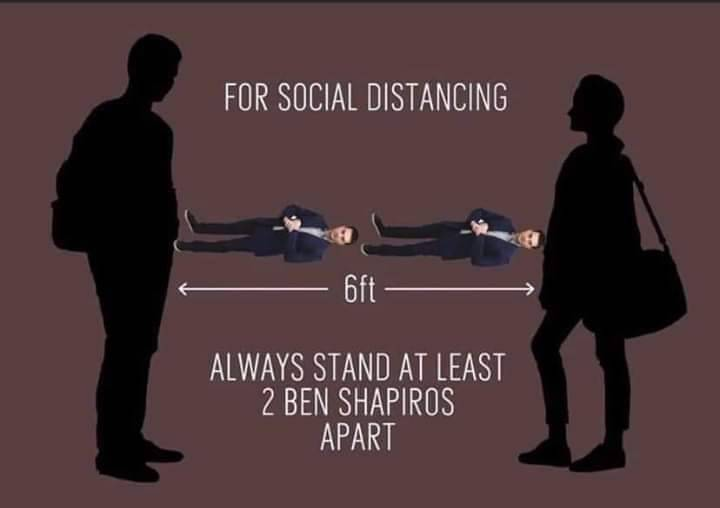 FOR SOCIAL DISTANCING
6ft
ALWAYS STAND AT LEAST
2 BEN SHAPIROS
APART